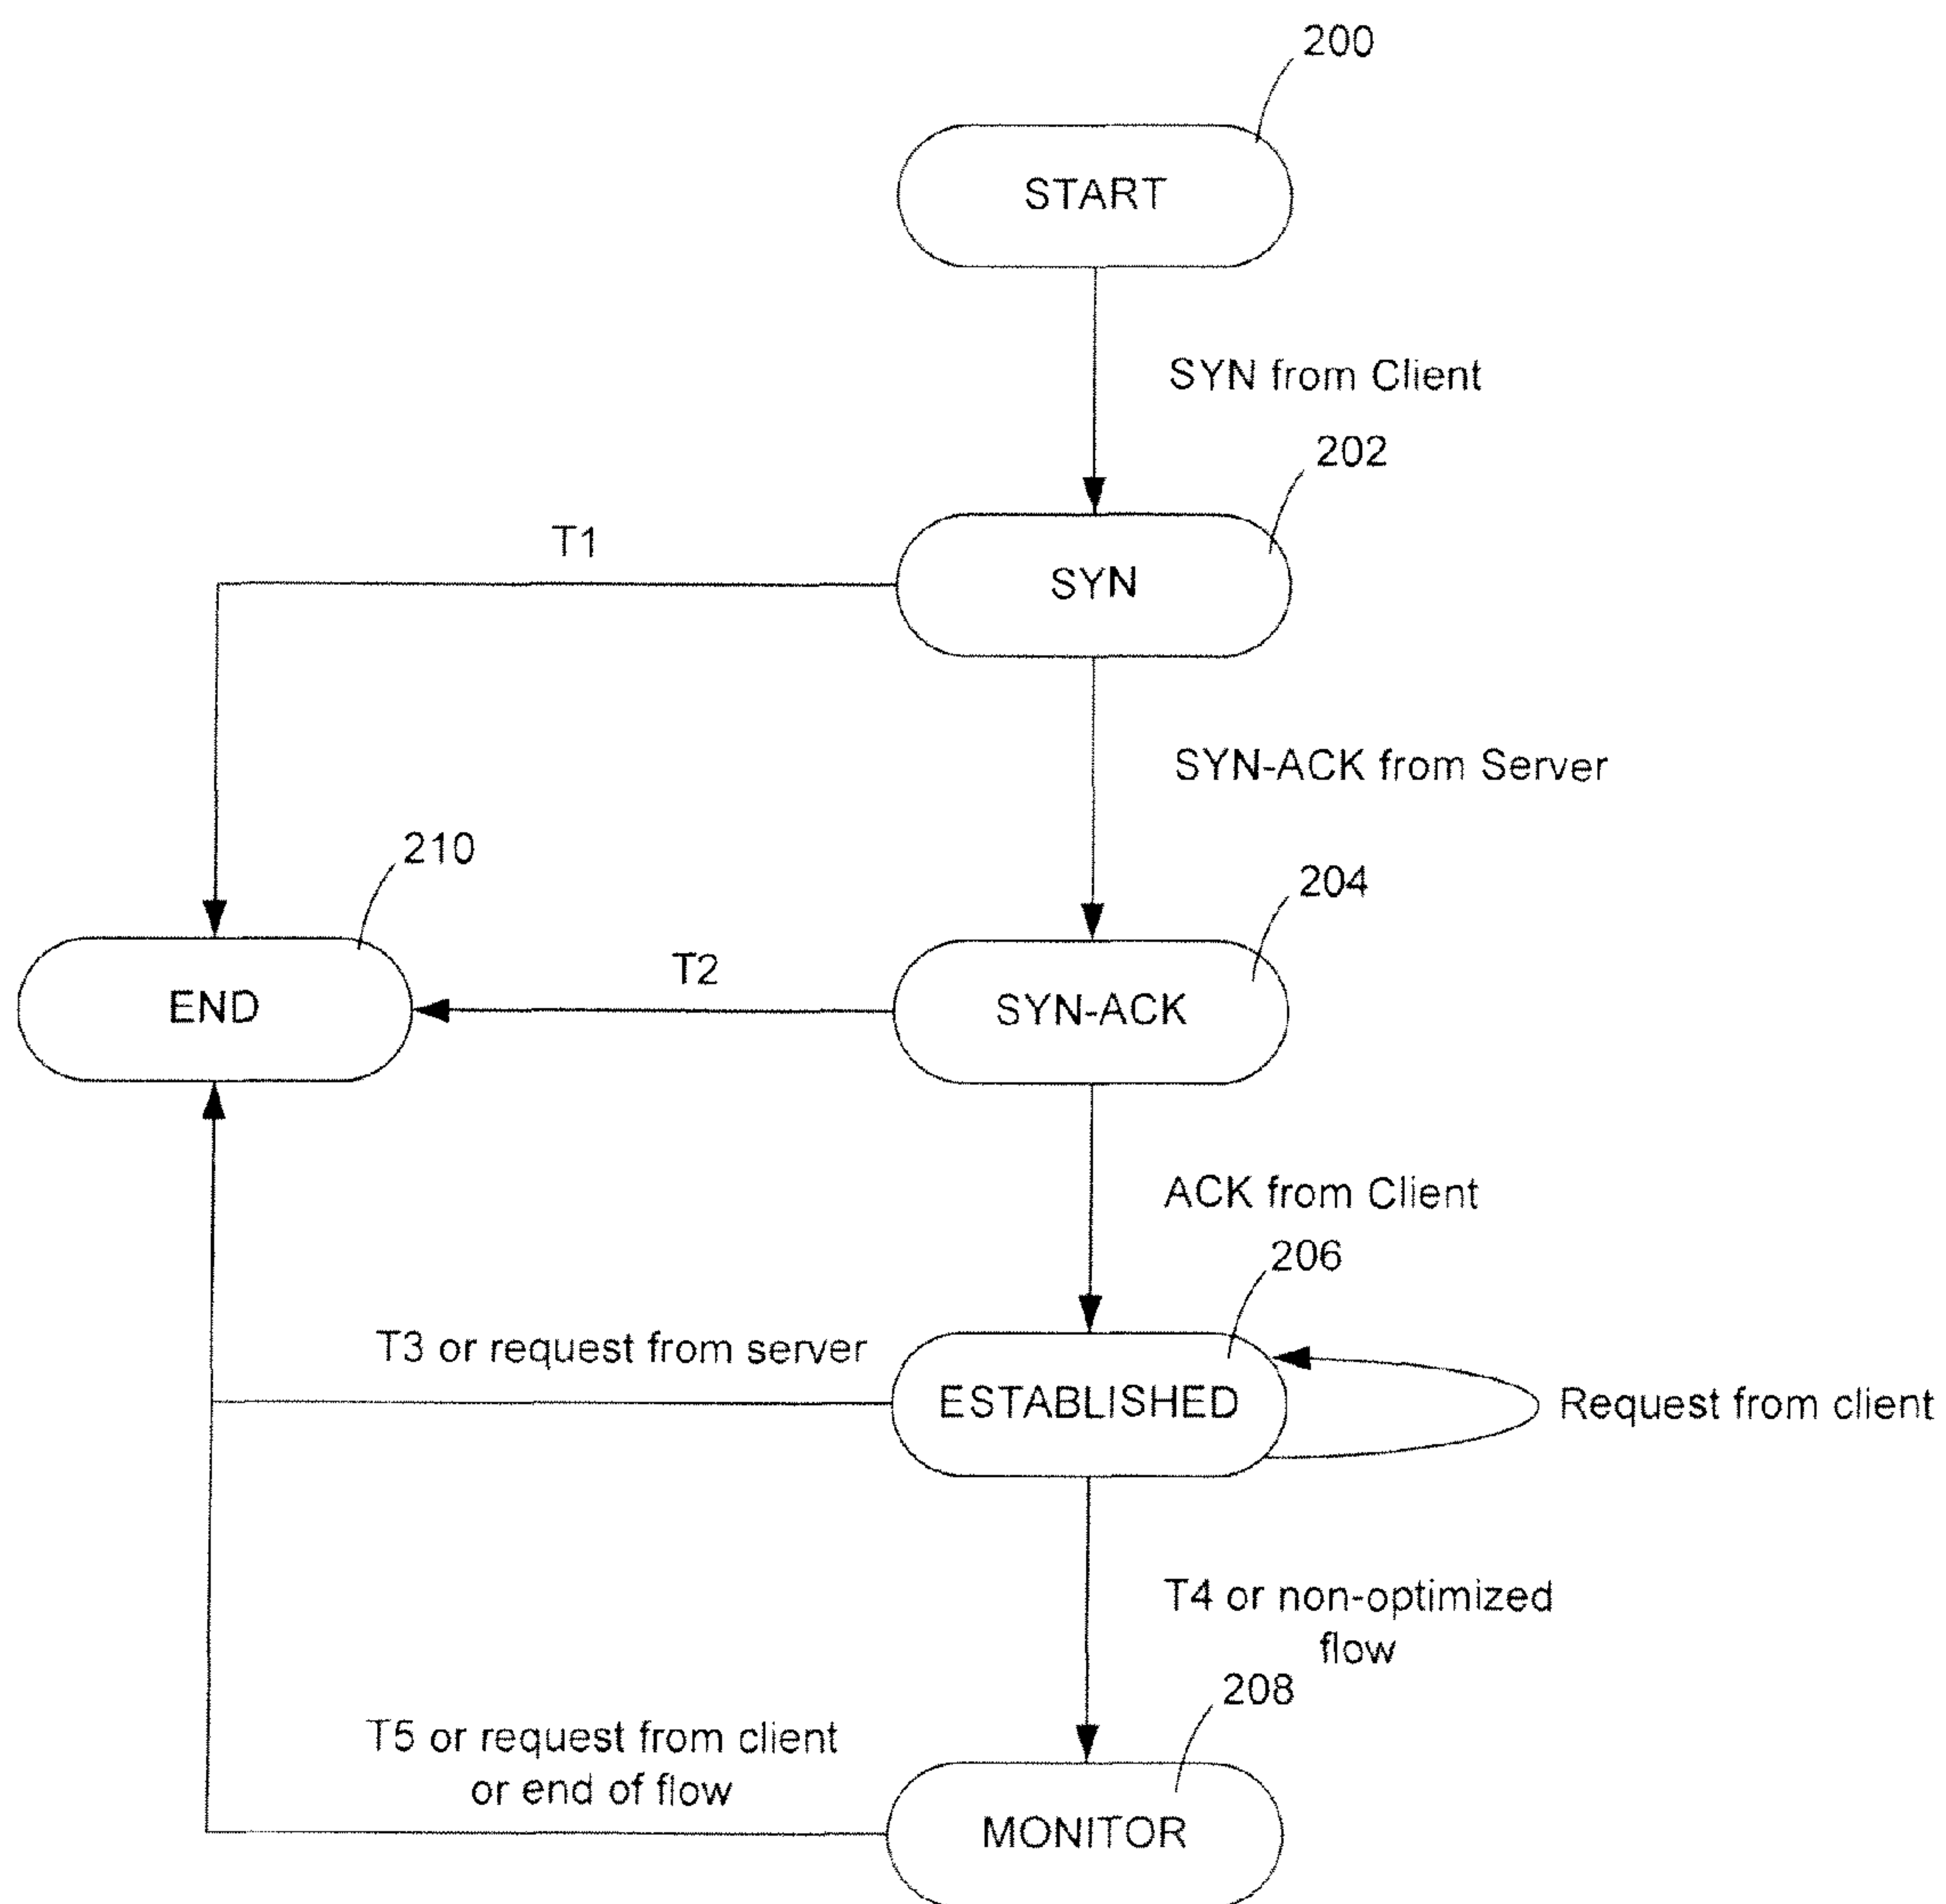 200
START
SYN from Client
202
T1
SYN
SYN-ACK from Server
210
204
END
T2
SYN-ACK
ACK from Client
206
T3 or request from server
ESTABLISHED
Request from client
T4 or non-optimized
flow
208
T5 or request from client
or end of flow
MONITOR